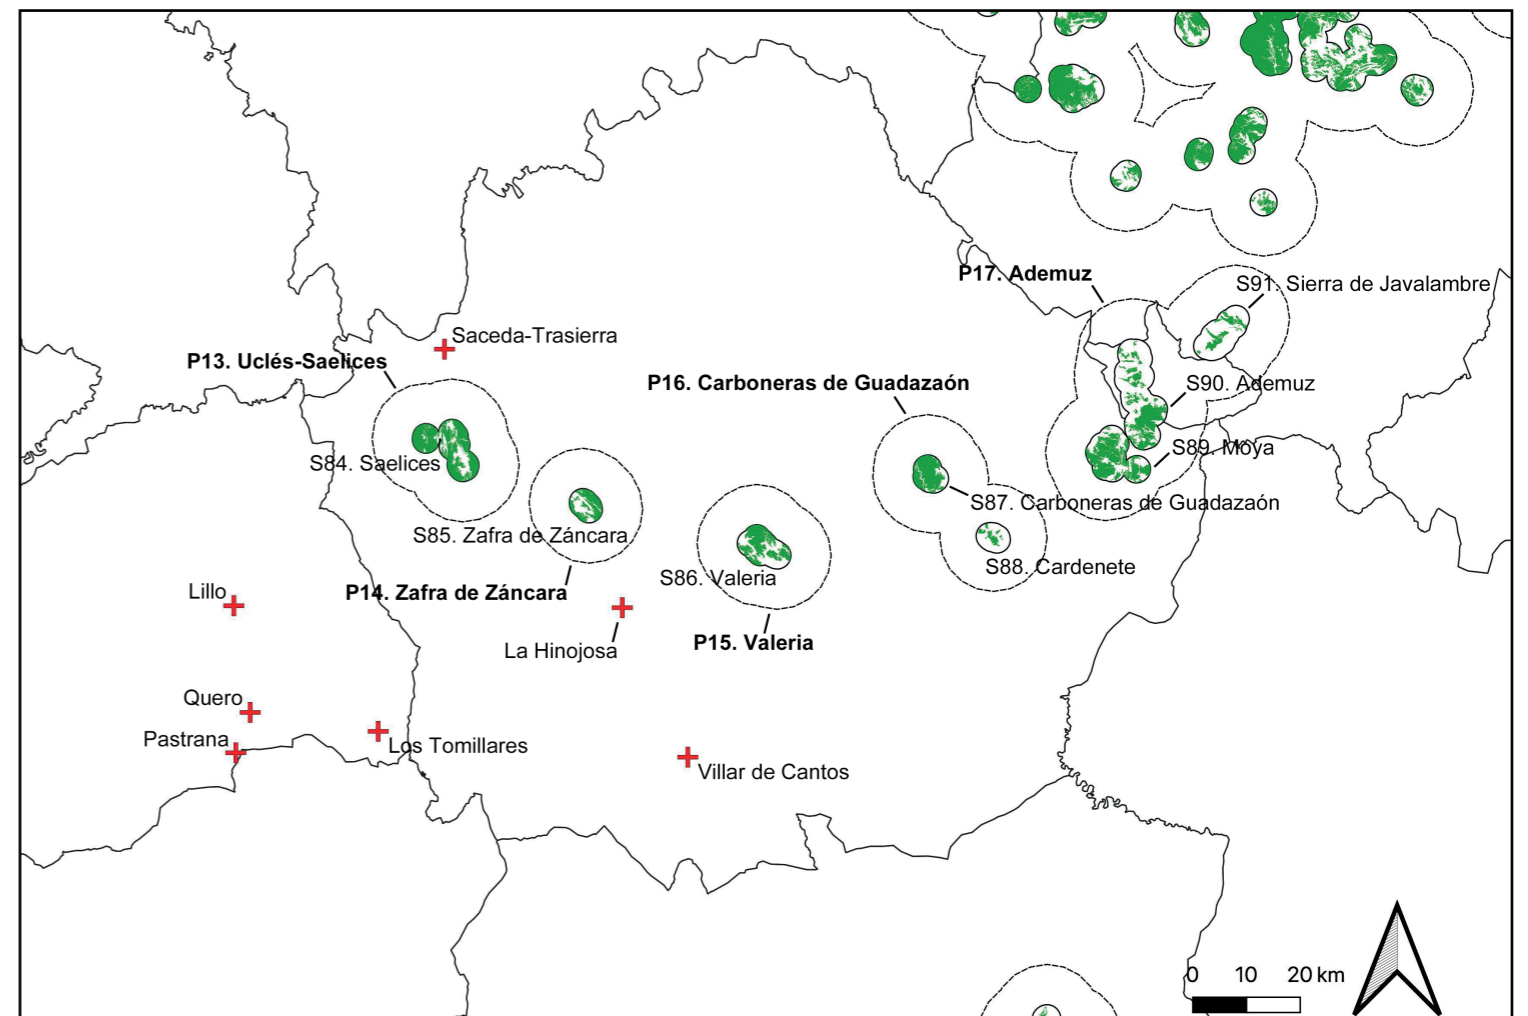 P17. Ademuz
S91. Sierra de Javalambre
Saceda-Trasierra
P13. Uclés-Saelices
P16. Carboneras de Guadazaón
S90. Ademuz
S89. Moya
S84. Saelices
S87. Carboneras de Guadazaón
S85. Zafra de Záncara
S88. Cardenete
S86. Valeria
Lillo
P14. Zafra de Záncara
P15. Valeria
La Hinojosa
Quero
Pastrana
Los Tomillares
Villar de Cantos
0 10 20 km